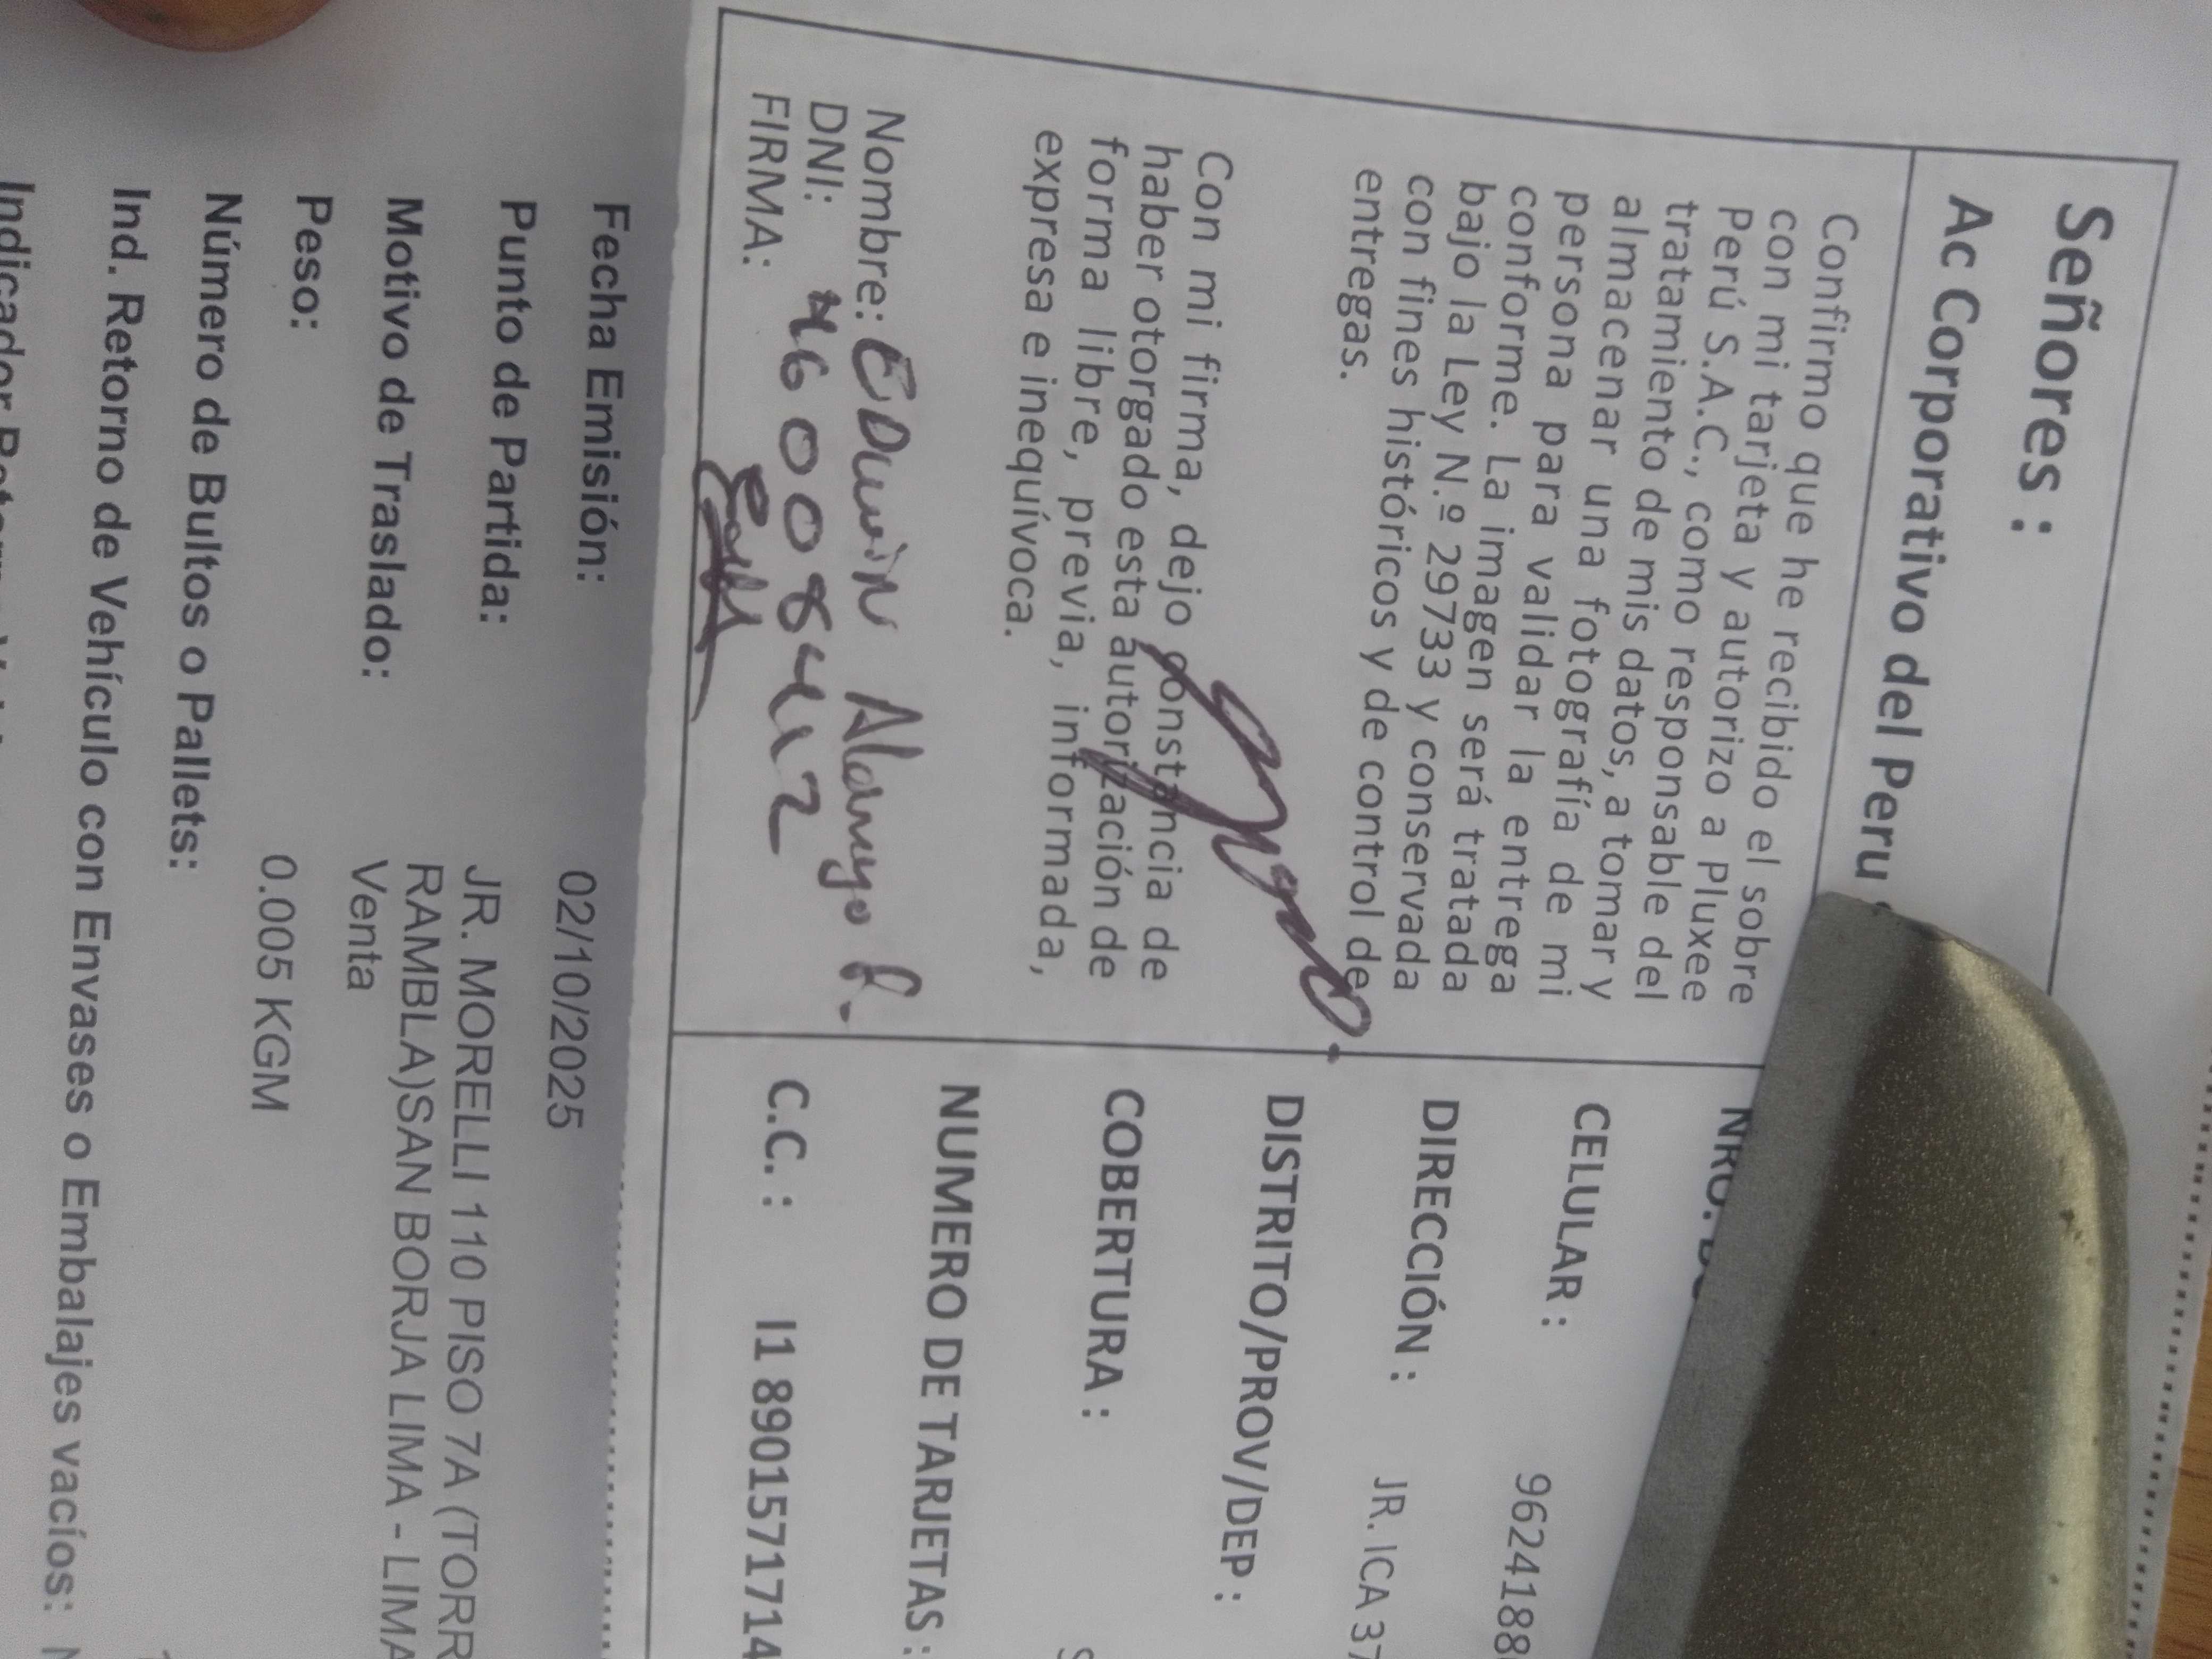 Señores :
Ac Corporativo del Peru
Confirmo que he recibido el sobre
con mi tarjeta y autorizo a Pluxee
Perú S.A.C., como responsable del
tratamiento de mis datos, a tomar y
almacenar una fotografía de mi
persona para validar la entrega
conforme. La imagen será tratada
bajo la Ley N.º 29733 y conservada
con fines históricos y de control de
entregas.
Con mi firma, dejo constancia de
haber otorgado esta autorización de
forma libre, previa, informada,
expresa e inequívoca.
Nombre: EDwin
DNI:
FIRMA:
NRO.
CELULAR : 9624188
DIRECCIÓN : JR. ICA 37
DISTRITO/PROV/DEP :
COBERTURA :
NUMERO DE TARJETAS :
C.C. : I1 8901571714
Fecha Emisión: 02/10/2025
Punto de Partida: JR. MORELLI 110 PISO 7A (TORR
RAMBLA)SAN BORJA LIMA - LIMA
Motivo de Traslado: Venta
Peso: 0.005 KGM
Número de Bultos o Pallets:
Ind. Retorno de Vehículo con Envases o Embalajes vacíos: